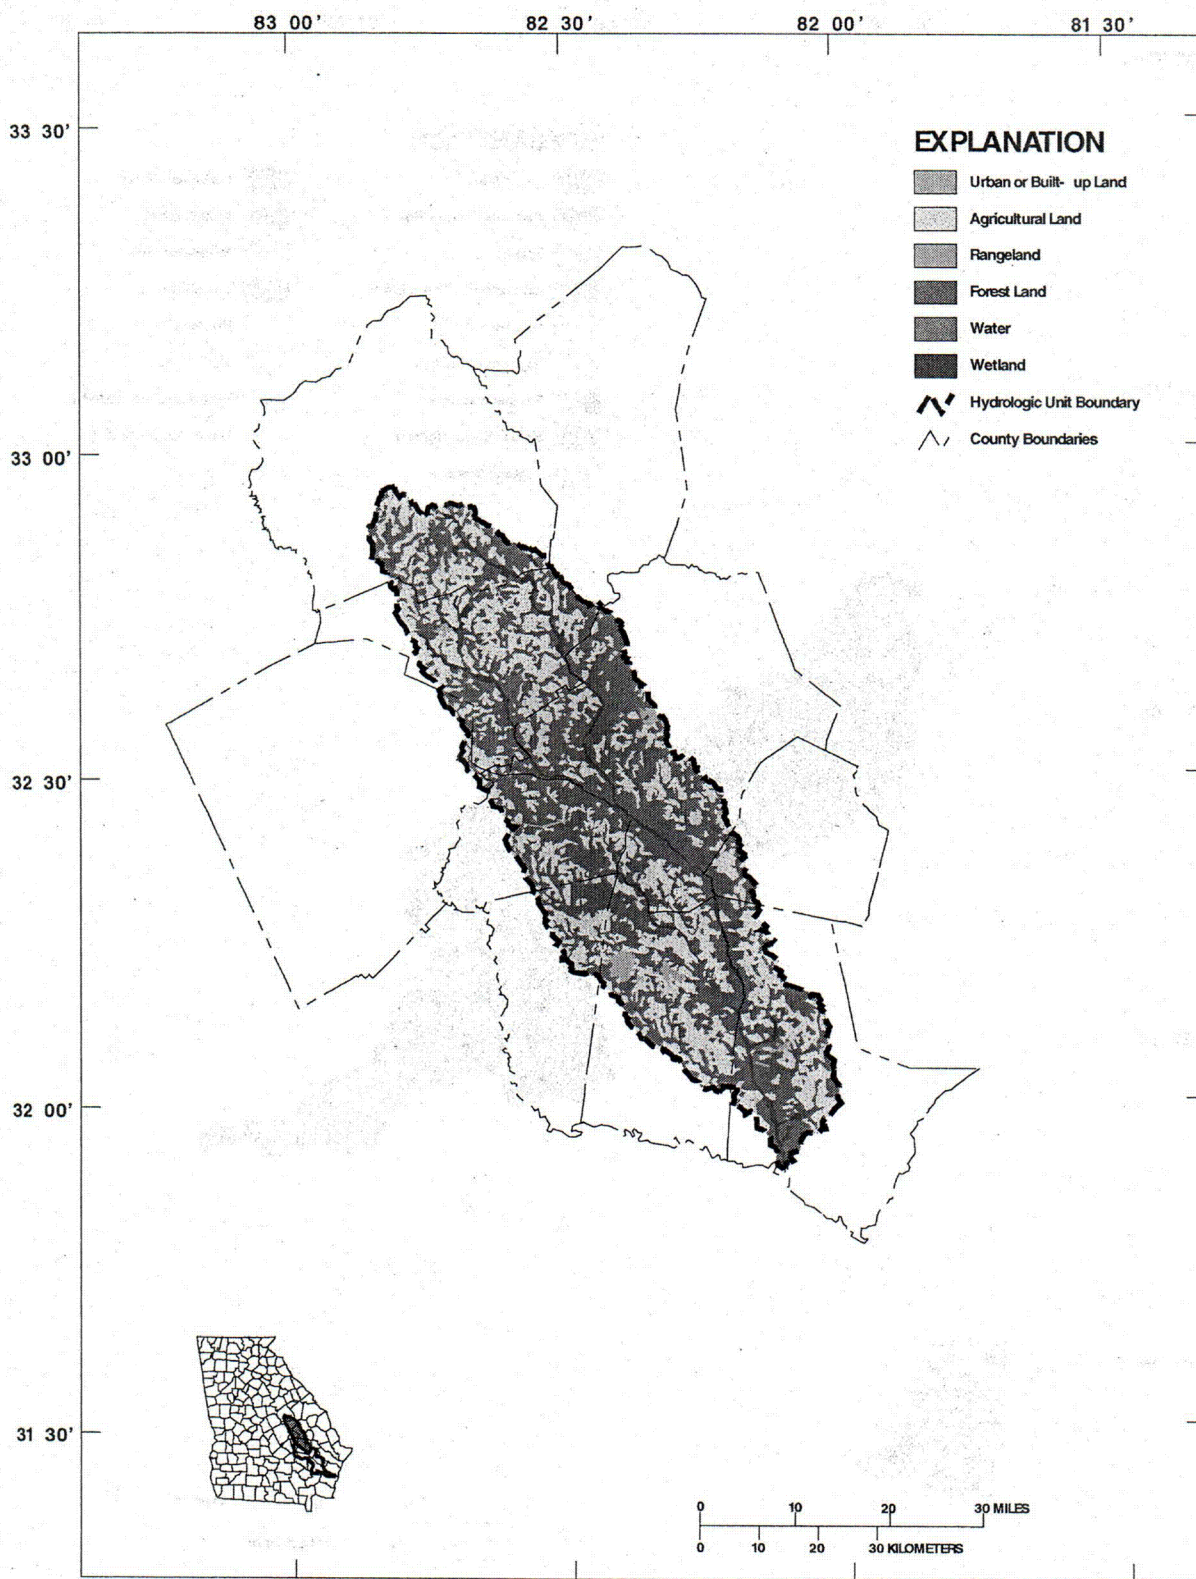 83 00' 82 30' 82 00' 81 30'
33 30'
EXPLANATION
Urban or Built- up Land
Agricultural Land
Rangeland
Forest Land
Water
Wetland
Hydrologic Unit Boundary
County Boundaries
33 00'
32 30'
32 00'
31 30'
0 10 20 30 MILES
0 10 20 30 KILOMETERS